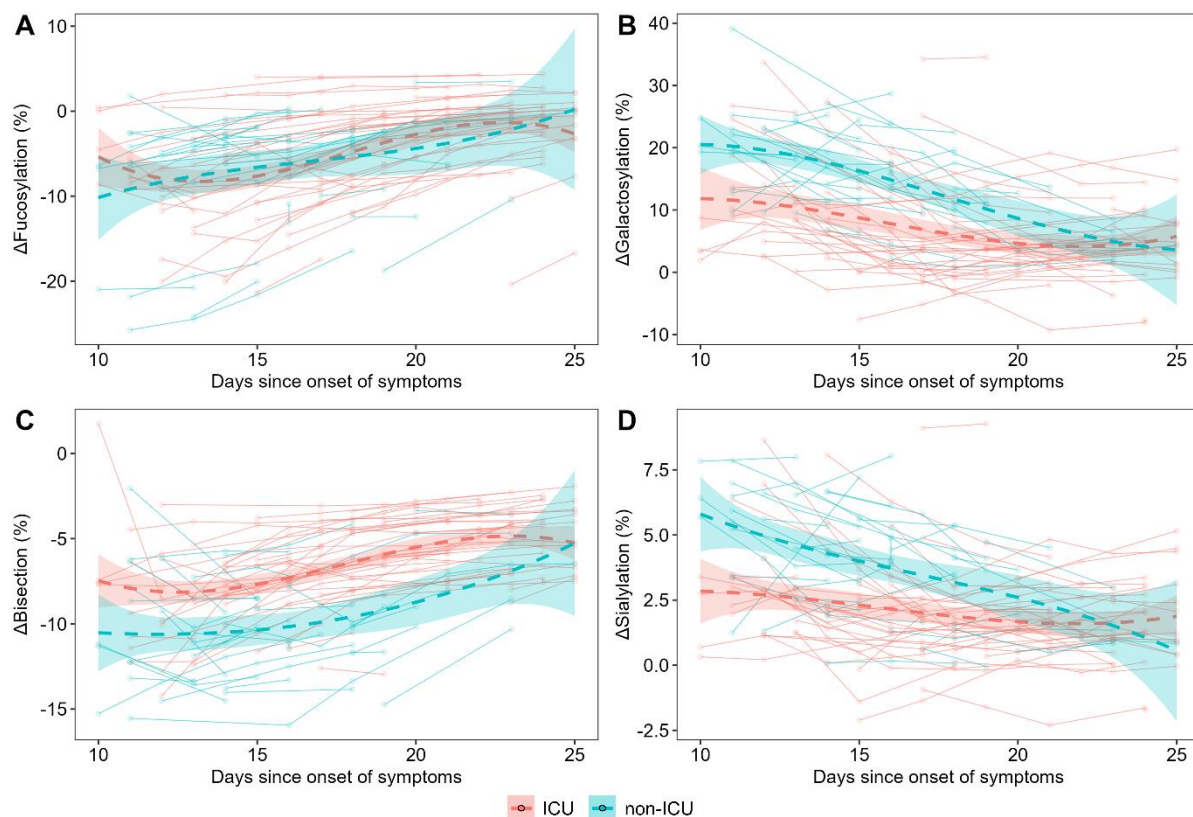 A
ΔFucosylation (%)
10
0
-10
-20
10 15 20 25
Days since onset of symptoms
B
ΔGalactosylation (%)
40
30
20
10
0
-10
10 15 20 25
Days since onset of symptoms
C
ΔBisection (%)
0
-5
-10
-15
10 15 20 25
Days since onset of symptoms
D
ΔSialylation (%)
7.5
5.0
2.5
0.0
-2.5
10 15 20 25
Days since onset of symptoms
ICU non-ICU